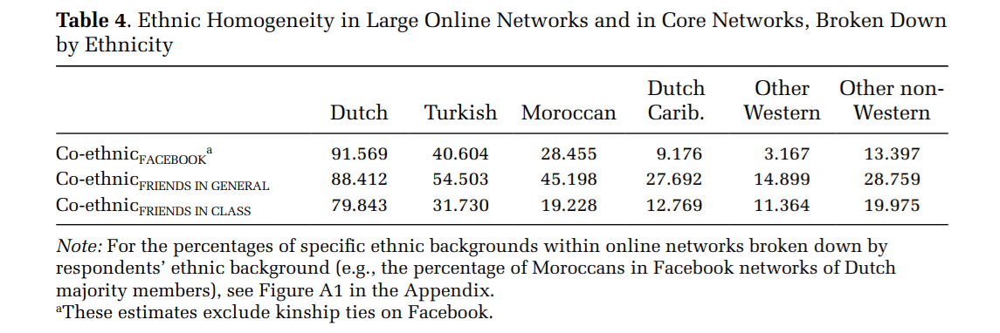 Table 4. Ethnic Homogeneity in Large Online Networks and in Core Networks, Broken Down
by Ethnicity
Dutch Other Other non-
Dutch Turkish Moroccan Carib. Western Western
Co-ethnicFACEBOOKa 91.569 40.604 28.455 9.176 3.167 13.397
Co-ethnicFRIENDS IN GENERAL 88.412 54.503 45.198 27.692 14.899 28.759
Co-ethnicFRIENDS IN CLASS 79.843 31.730 19.228 12.769 11.364 19.975
Note: For the percentages of specific ethnic backgrounds within online networks broken down by
respondents’ ethnic background (e.g., the percentage of Moroccans in Facebook networks of Dutch
majority members), see Figure A1 in the Appendix.
aThese estimates exclude kinship ties on Facebook.